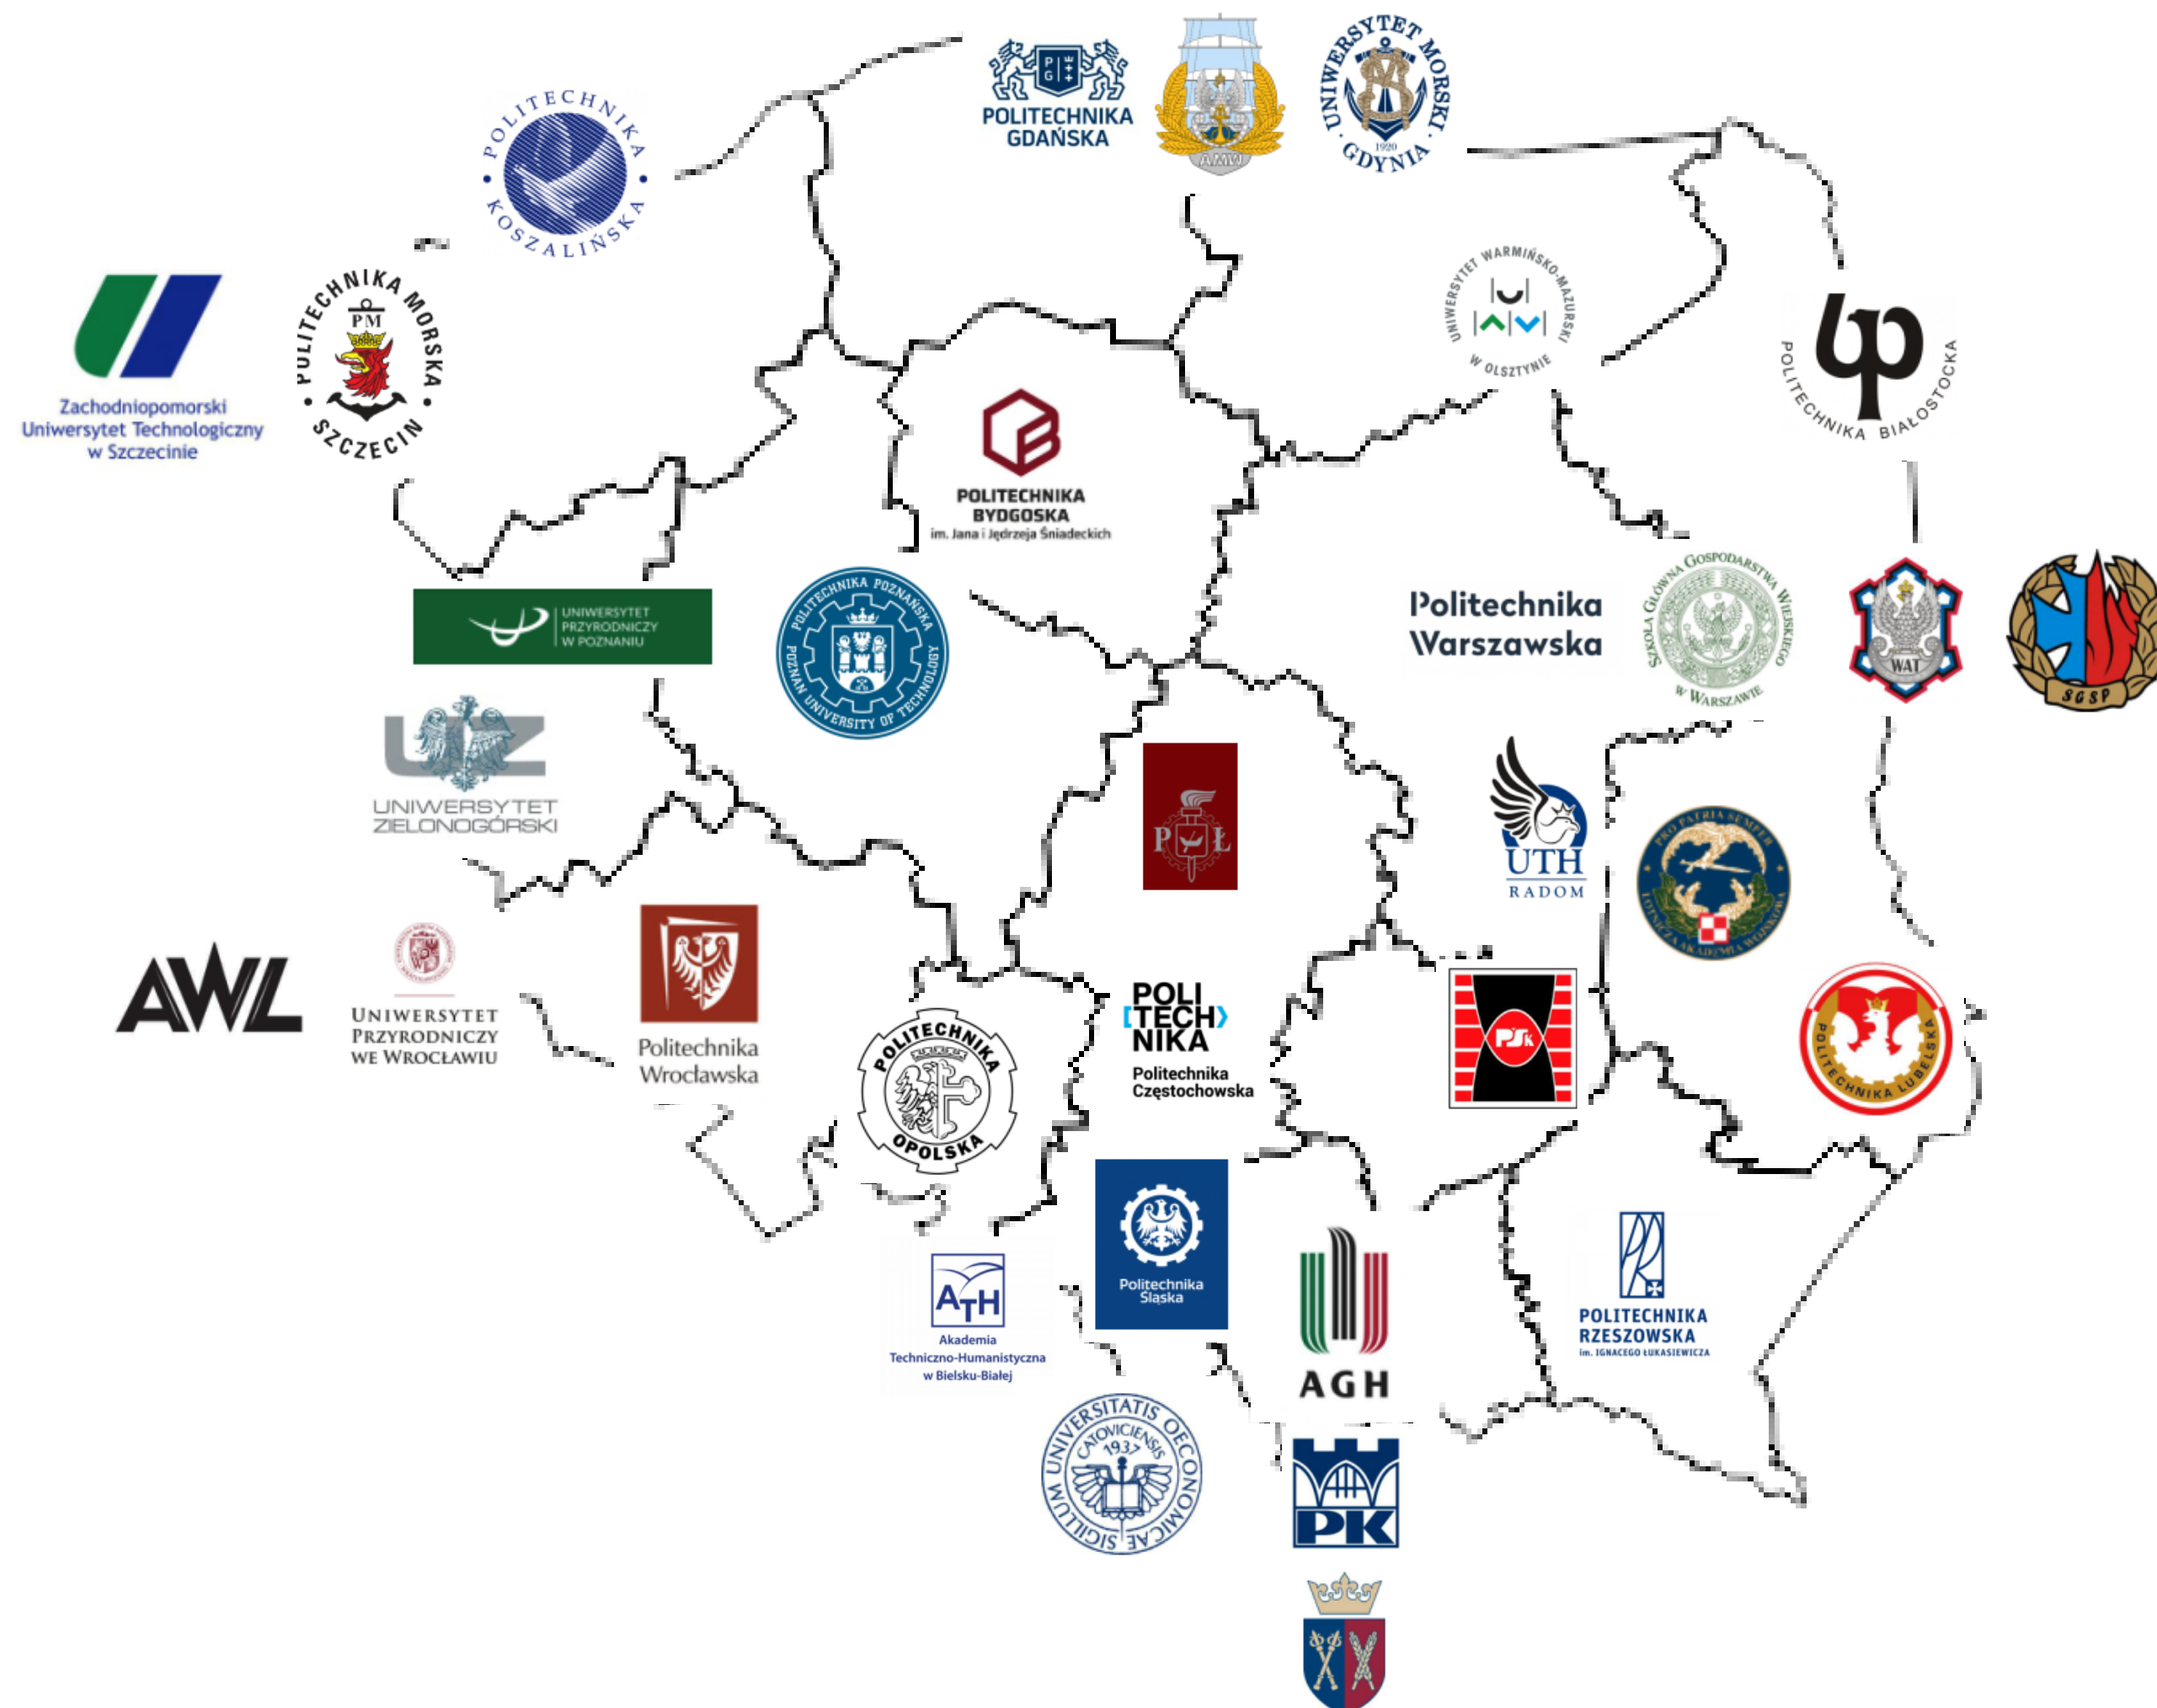 POLITECHNIKA
KOSZALIŃSKA
P G
POLITECHNIKA
GDAŃSKA
AMW
UNIWERSYTET MORSKI
1920
GDYNIA
Zachodniopomorski
Uniwersytet Technologiczny
w Szczecinie
POLITECHNIKA MORSKA
PM
SZCZECIN
UNIWERSYTET WARMIŃSKO-MAZURSKI
W OLSZTYNIE
POLITECHNIKA BIAŁOSTOCKA
POLITECHNIKA
BYDGOSKA
im. Jana i Jędrzeja Śniadeckich
UNIWERSYTET
PRZYRODNICZY
W POZNANIU
POLITECHNIKA POZNAŃSKA
POZNAN UNIVERSITY OF TECHNOLOGY
Politechnika
Warszawska
SZKOŁA GŁÓWNA GOSPODARSTWA WIEJSKIEGO
W WARSZAWIE
WAT
SGSP
UZ
UNIWERSYTET
ZIELONOGÓRSKI
P Ł
UTH
RADOM
PRO PATRIA SEMPER
LOTNICZA AKADEMIA WOJSKOWA
AWL
UNIWERSYTET
PRZYRODNICZY
WE WROCŁAWIU
Politechnika
Wrocławska
POLITECHNIKA
OPOLSKA
POLI
[TECH⟩
NIKA
Politechnika
Częstochowska
PŚk
POLITECHNIKA LUBELSKA
ATH
Akademia
Techniczno-Humanistyczna
w Bielsku-Białej
Politechnika
Śląska
AGH
PR
POLITECHNIKA
RZESZOWSKA
im. IGNACEGO ŁUKASIEWICZA
SIGILLUM UNIVERSITATIS OECONOMICAE
CATOVICIENSIS
1937
PK